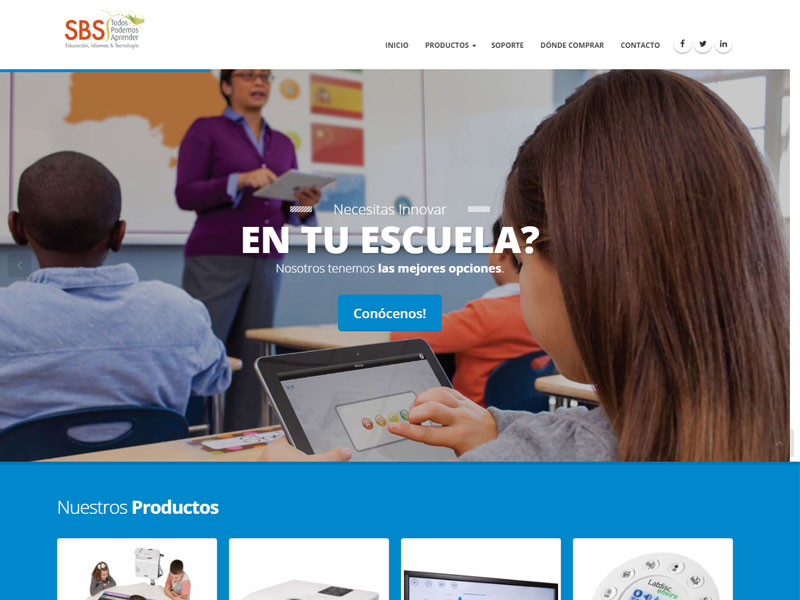 SBS
Todos
Podemos
Aprender
Educación, Idiomas & Tecnología
INICIO
PRODUCTOS
SOPORTE
DÓNDE COMPRAR
CONTACTO
Necesitas Innovar
EN TU ESCUELA?
Nosotros tenemos las mejores opciones.
Conócenos!
Nuestros Productos
Labdisc
enviro